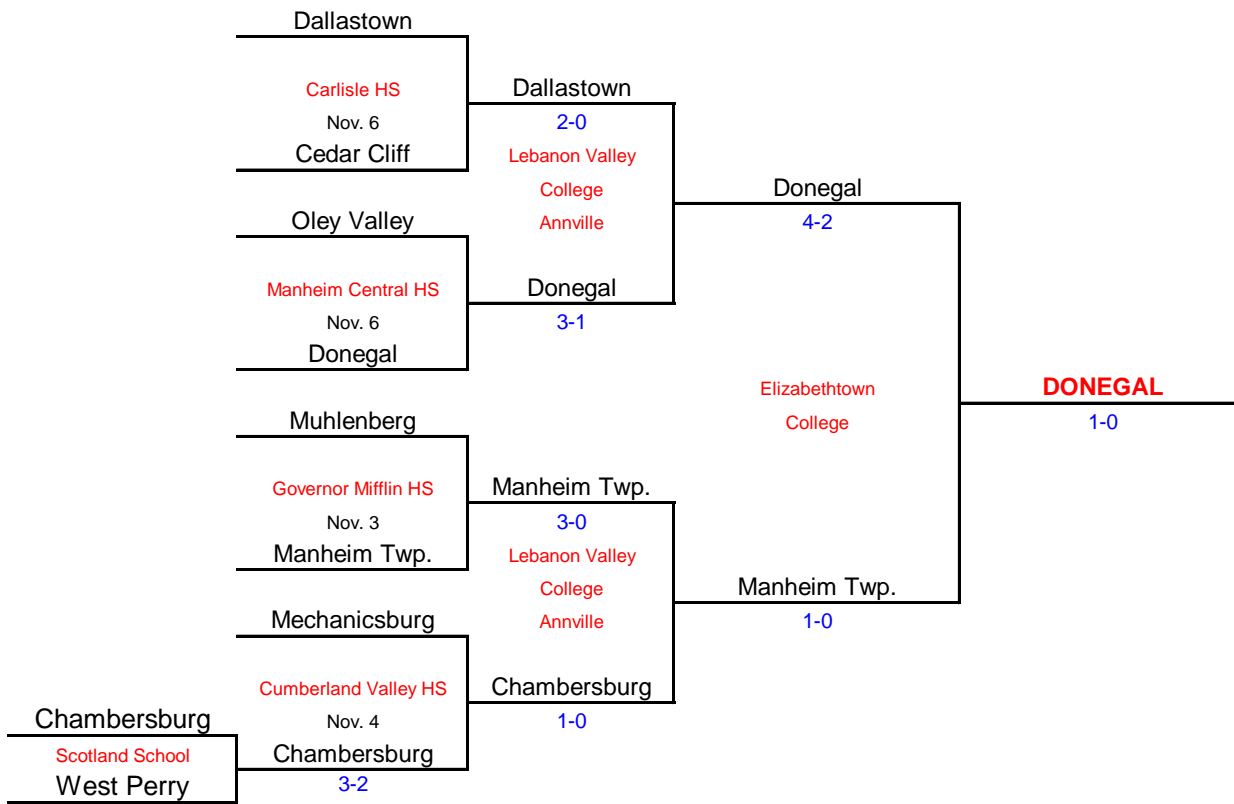 Dallastown
Carlisle HS
Nov. 6
Cedar Cliff
Dallastown
2-0
Lebanon Valley
College
Annville
Oley Valley
Manheim Central HS
Nov. 6
Donegal
Donegal
3-1
Donegal
4-2
Elizabethtown
College
DONEGAL
1-0
Muhlenberg
Governor Mifflin HS
Nov. 3
Manheim Twp.
Manheim Twp.
3-0
Lebanon Valley
College
Annville
Manheim Twp.
1-0
Mechanicsburg
Cumberland Valley HS
Nov. 4
Chambersburg
3-2
Chambersburg
1-0
Chambersburg
Scotland School
West Perry